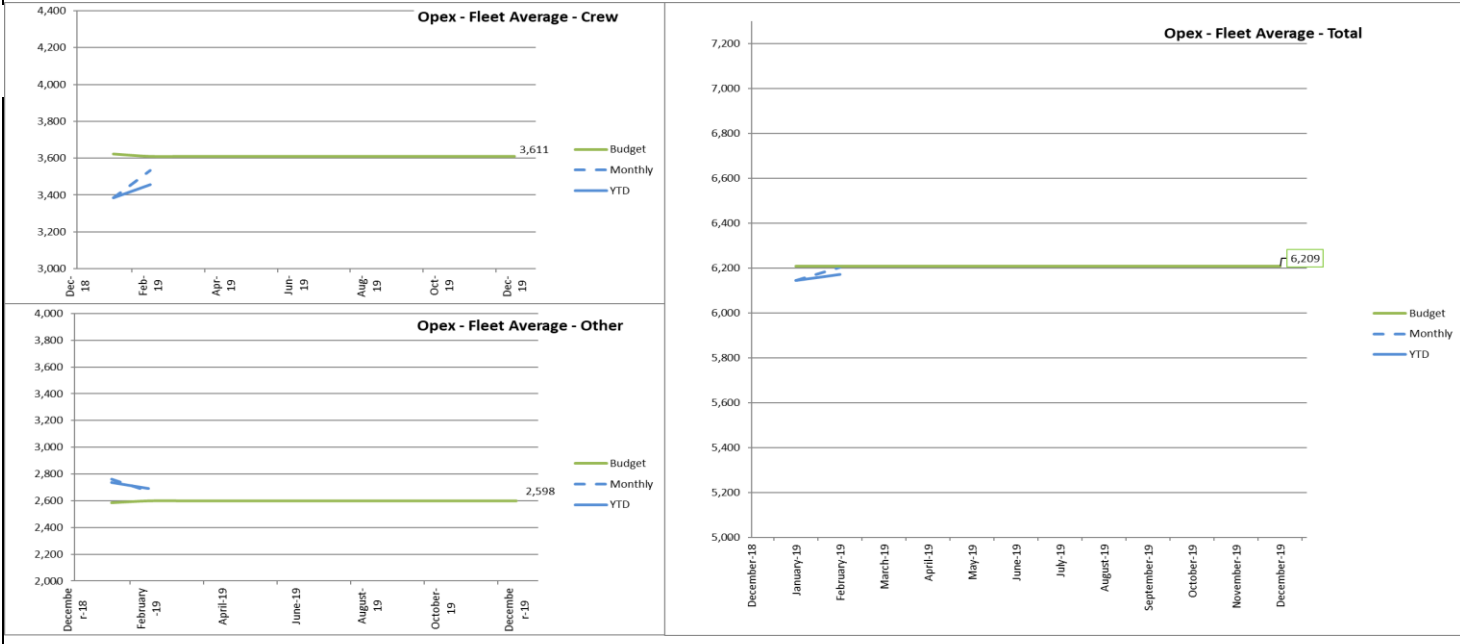 Opex - Fleet Average - Crew
4,400
4,200
4,000
3,800
3,600
3,400
3,200
3,000
3,611
Budget
Monthly
YTD
Dec-
18
Feb-
19
Apr-
19
Jun-
19
Aug-
19
Oct-
19
Dec-
19
Opex - Fleet Average - Other
4,000
3,800
3,600
3,400
3,200
3,000
2,800
2,600
2,400
2,200
2,000
2,598
Budget
Monthly
YTD
Decembe
r-18
February
-19
April-19
June-19
August-
19
October-
19
Decembe
r-19
Opex - Fleet Average - Total
7,200
7,000
6,800
6,600
6,400
6,200
6,000
5,800
5,600
5,400
5,200
5,000
6,209
Budget
Monthly
YTD
December-18
January-19
February-19
March-19
April-19
May-19
June-19
July-19
August-19
September-19
October-19
November-19
December-19